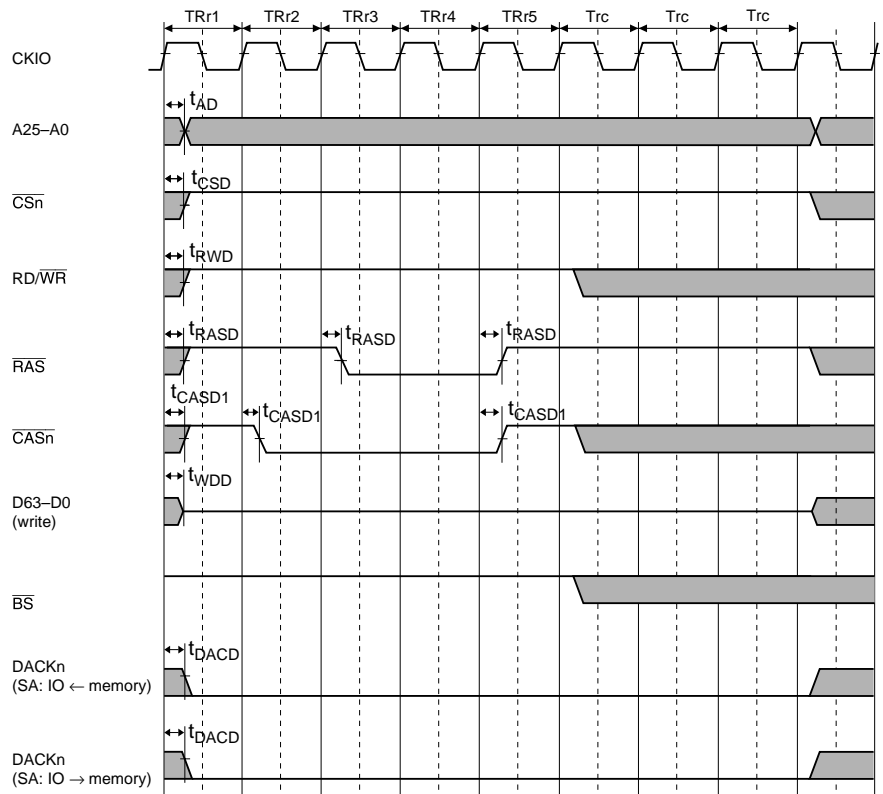 TRr1 TRr2 TRr3 TRr4 TRr5 Trc Trc Trc
CKIO
tAD
A25–A0
tCSD
CSn
tRWD
RD/WR
tRASD tRASD tRASD
RAS
tCASD1 tCASD1 tCASD1
CASn
tWDD
D63–D0
(write)
BS
tDACD
DACKn
(SA: IO ← memory)
tDACD
DACKn
(SA: IO → memory)